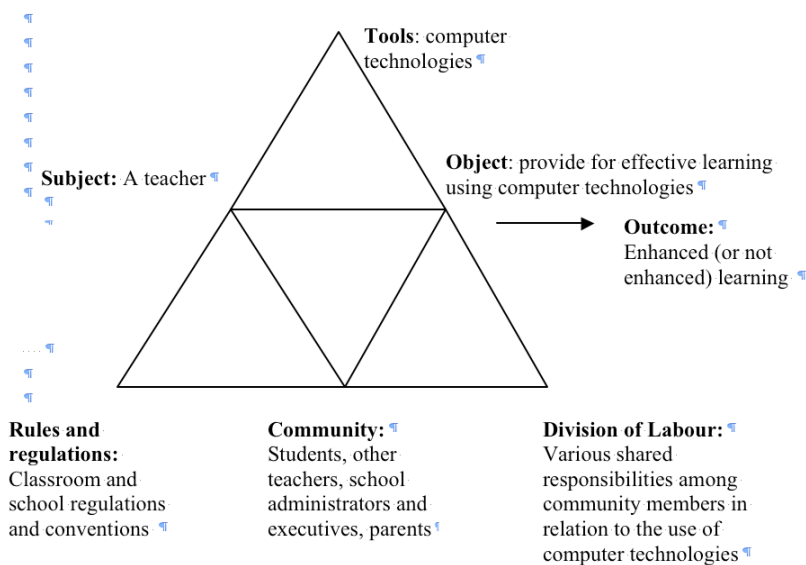 Tools: computer
technologies
Subject: A teacher
Object: provide for effective learning
using computer technologies
Outcome:
Enhanced (or not
enhanced) learning
Rules and
regulations:
Classroom and
school regulations
and conventions
Community:
Students, other
teachers, school
administrators and
executives, parents
Division of Labour:
Various shared
responsibilities among
community members in
relation to the use of
computer technologies